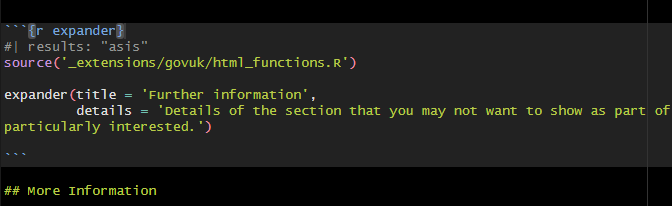 ```{r expander}
#| results: "asis"
source('_extensions/govuk/html_functions.R')
expander(title = 'Further information',
details = 'Details of the section that you may not want to show as part of
particularly interested.')
```
## More Information